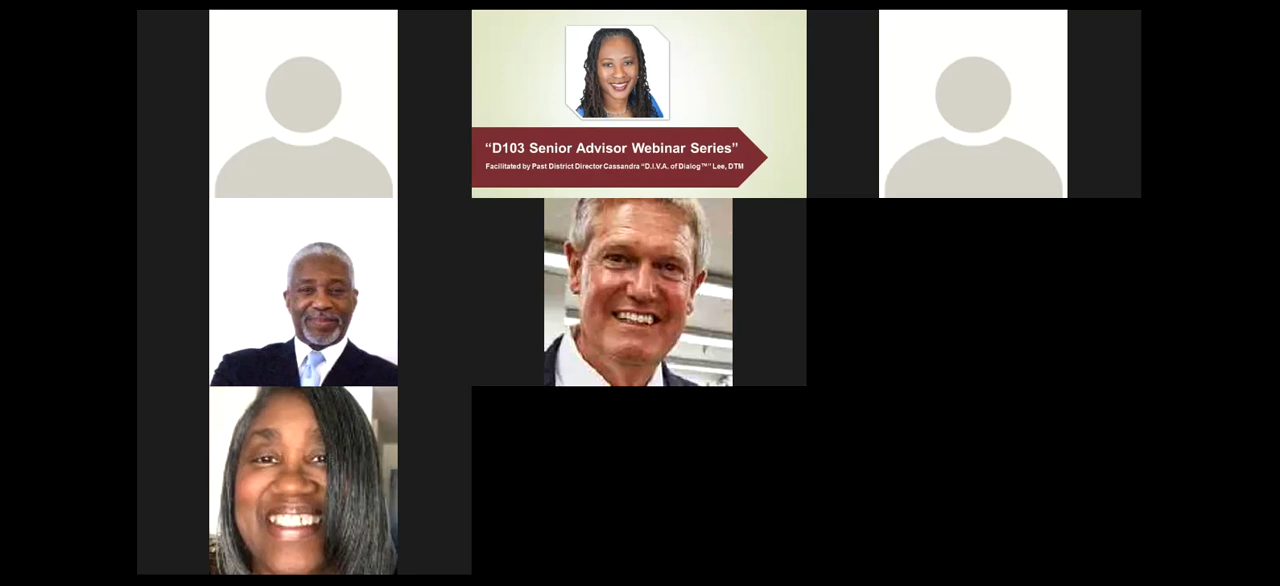 “D103 Senior Advisor Webinar Series”
Facilitated by Past District Director Cassandra “D.I.V.A. of Dialog™” Lee, DTM